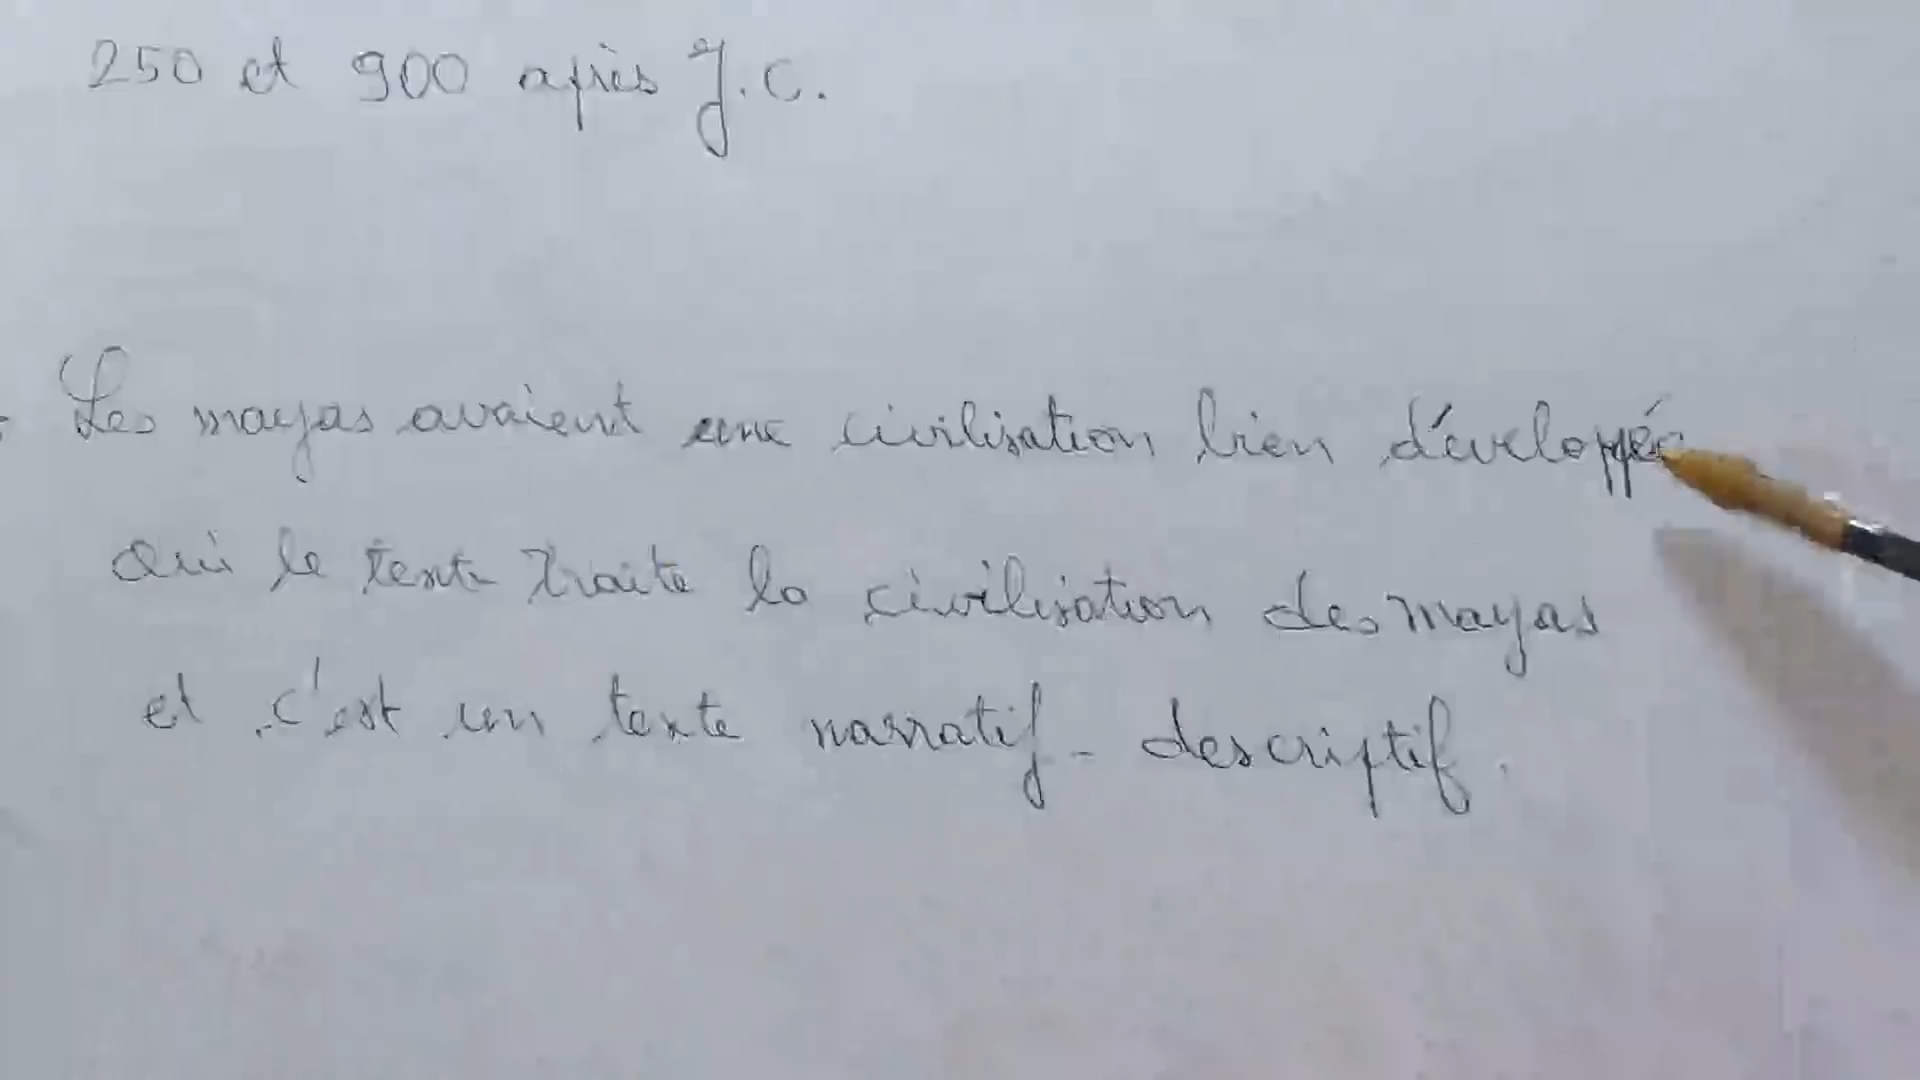 250 et 900 après J.C.
- Les mayas avaient une civilisation bien développée
Qui le texte traite la civilisation des mayas
et c'est un texte narratif - descriptif.